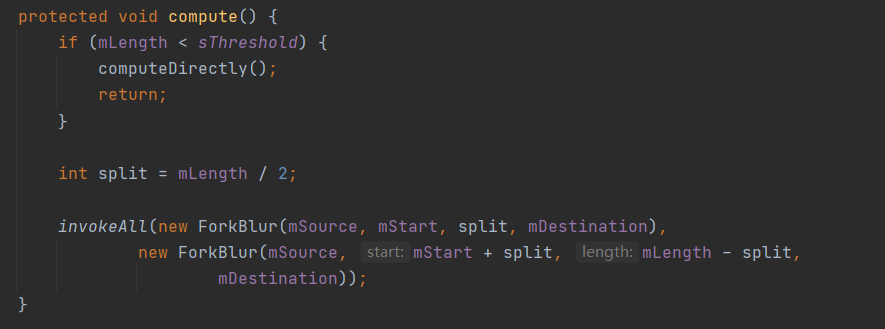 protected void compute() {
    if (mLength < sThreshold) {
        computeDirectly();
        return;
    }

    int split = mLength / 2;

    invokeAll(new ForkBlur(mSource, mStart, split, mDestination),
            new ForkBlur(mSource, start: mStart + split, length: mLength - split,
                    mDestination));
}